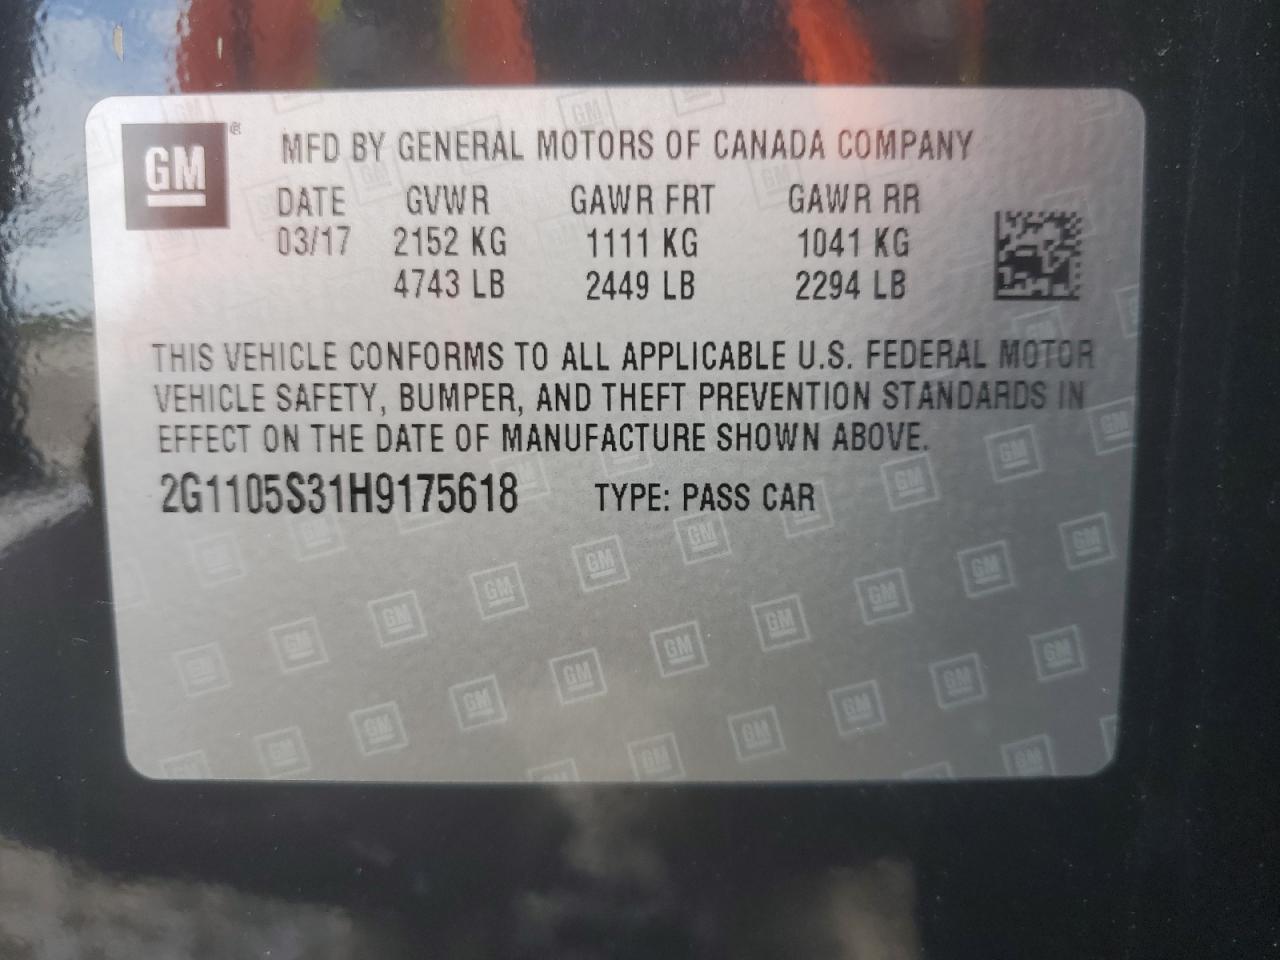 GM ®
MFD BY GENERAL MOTORS OF CANADA COMPANY
DATE GVWR GAWR FRT GAWR RR
03/17 2152 KG 1111 KG 1041 KG
4743 LB 2449 LB 2294 LB
THIS VEHICLE CONFORMS TO ALL APPLICABLE U.S. FEDERAL MOTOR
VEHICLE SAFETY, BUMPER, AND THEFT PREVENTION STANDARDS IN
EFFECT ON THE DATE OF MANUFACTURE SHOWN ABOVE.
2G1105S31H9175618 TYPE: PASS CAR